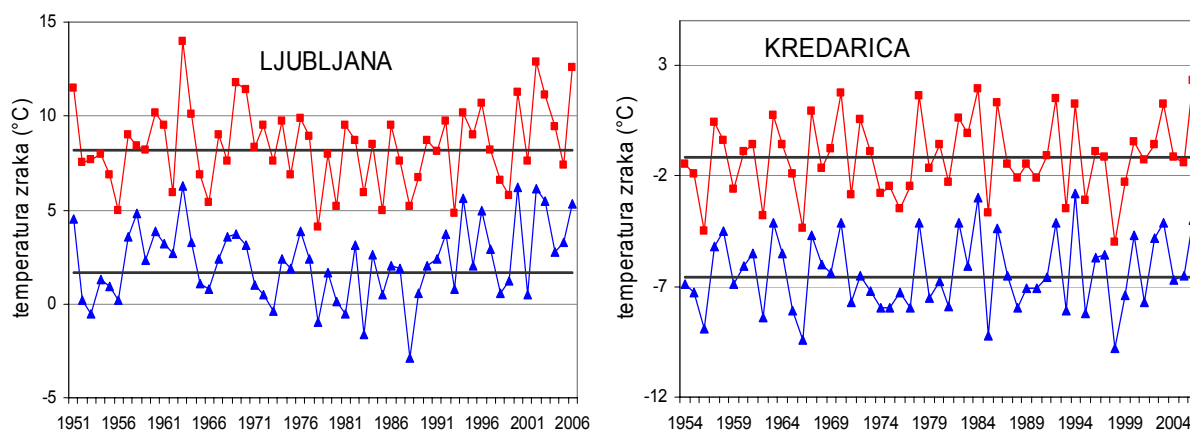 LJUBLJANA
temperatura zraka (°C)
15
10
5
0
-5
1951 1956 1961 1966 1971 1976 1981 1986 1991 1996 2001 2006
KREDARICA
temperatura zraka (°C)
3
-2
-7
-12
1954 1959 1964 1969 1974 1979 1984 1989 1994 1999 2004